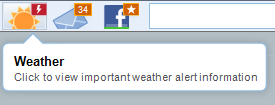 34
f
Weather
Click to view important weather alert information